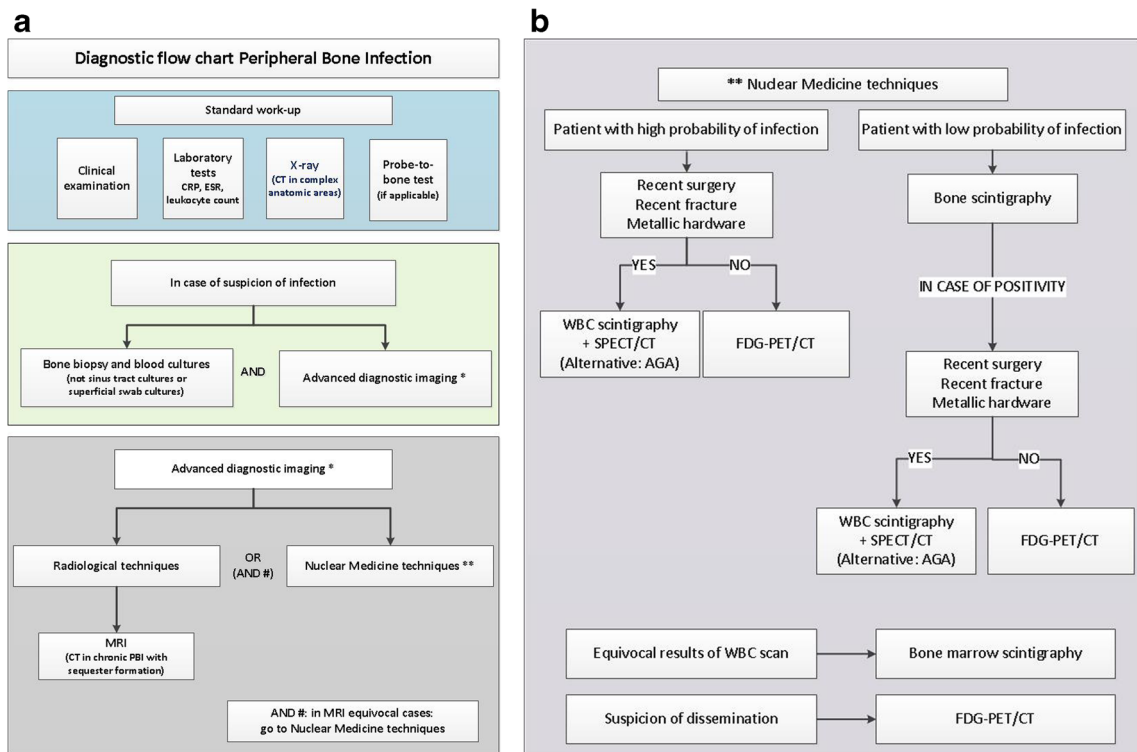 a
Diagnostic flow chart Peripheral Bone Infection
Standard work-up
Clinical
examination
Laboratory
tests
CRP, ESR,
leukocyte count
X-ray
(CT in complex
anatomic areas)
Probe-to-
bone test
(if applicable)
In case of suspicion of infection
Bone biopsy and blood cultures
(not sinus tract cultures or
superficial swab cultures)
AND
Advanced diagnostic imaging *
Advanced diagnostic imaging *
Radiological techniques
OR
(AND #)
Nuclear Medicine techniques **
MRI
(CT in chronic PBI with
sequester formation)
AND #: in MRI equivocal cases:
go to Nuclear Medicine techniques
b
** Nuclear Medicine techniques
Patient with high probability of infection
Patient with low probability of infection
Recent surgery
Recent fracture
Metallic hardware
Bone scintigraphy
YES
NO
IN CASE OF POSITIVITY
WBC scintigraphy
+ SPECT/CT
(Alternative: AGA)
FDG-PET/CT
Recent surgery
Recent fracture
Metallic hardware
YES
NO
WBC scintigraphy
+ SPECT/CT
(Alternative: AGA)
FDG-PET/CT
Equivocal results of WBC scan
Bone marrow scintigraphy
Suspicion of dissemination
FDG-PET/CT